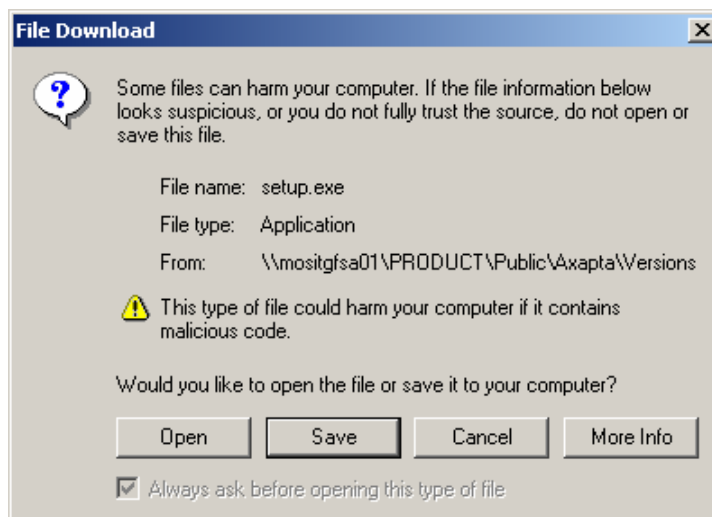 File Download
Some files can harm your computer. If the file information below
looks suspicious, or you do not fully trust the source, do not open or
save this file.
File name: setup.exe
File type: Application
From: \\mositgfsa01\PRODUCT\Public\Axapta\Versions
This type of file could harm your computer if it contains
malicious code.
Would you like to open the file or save it to your computer?
Open Save Cancel More Info
Always ask before opening this type of file